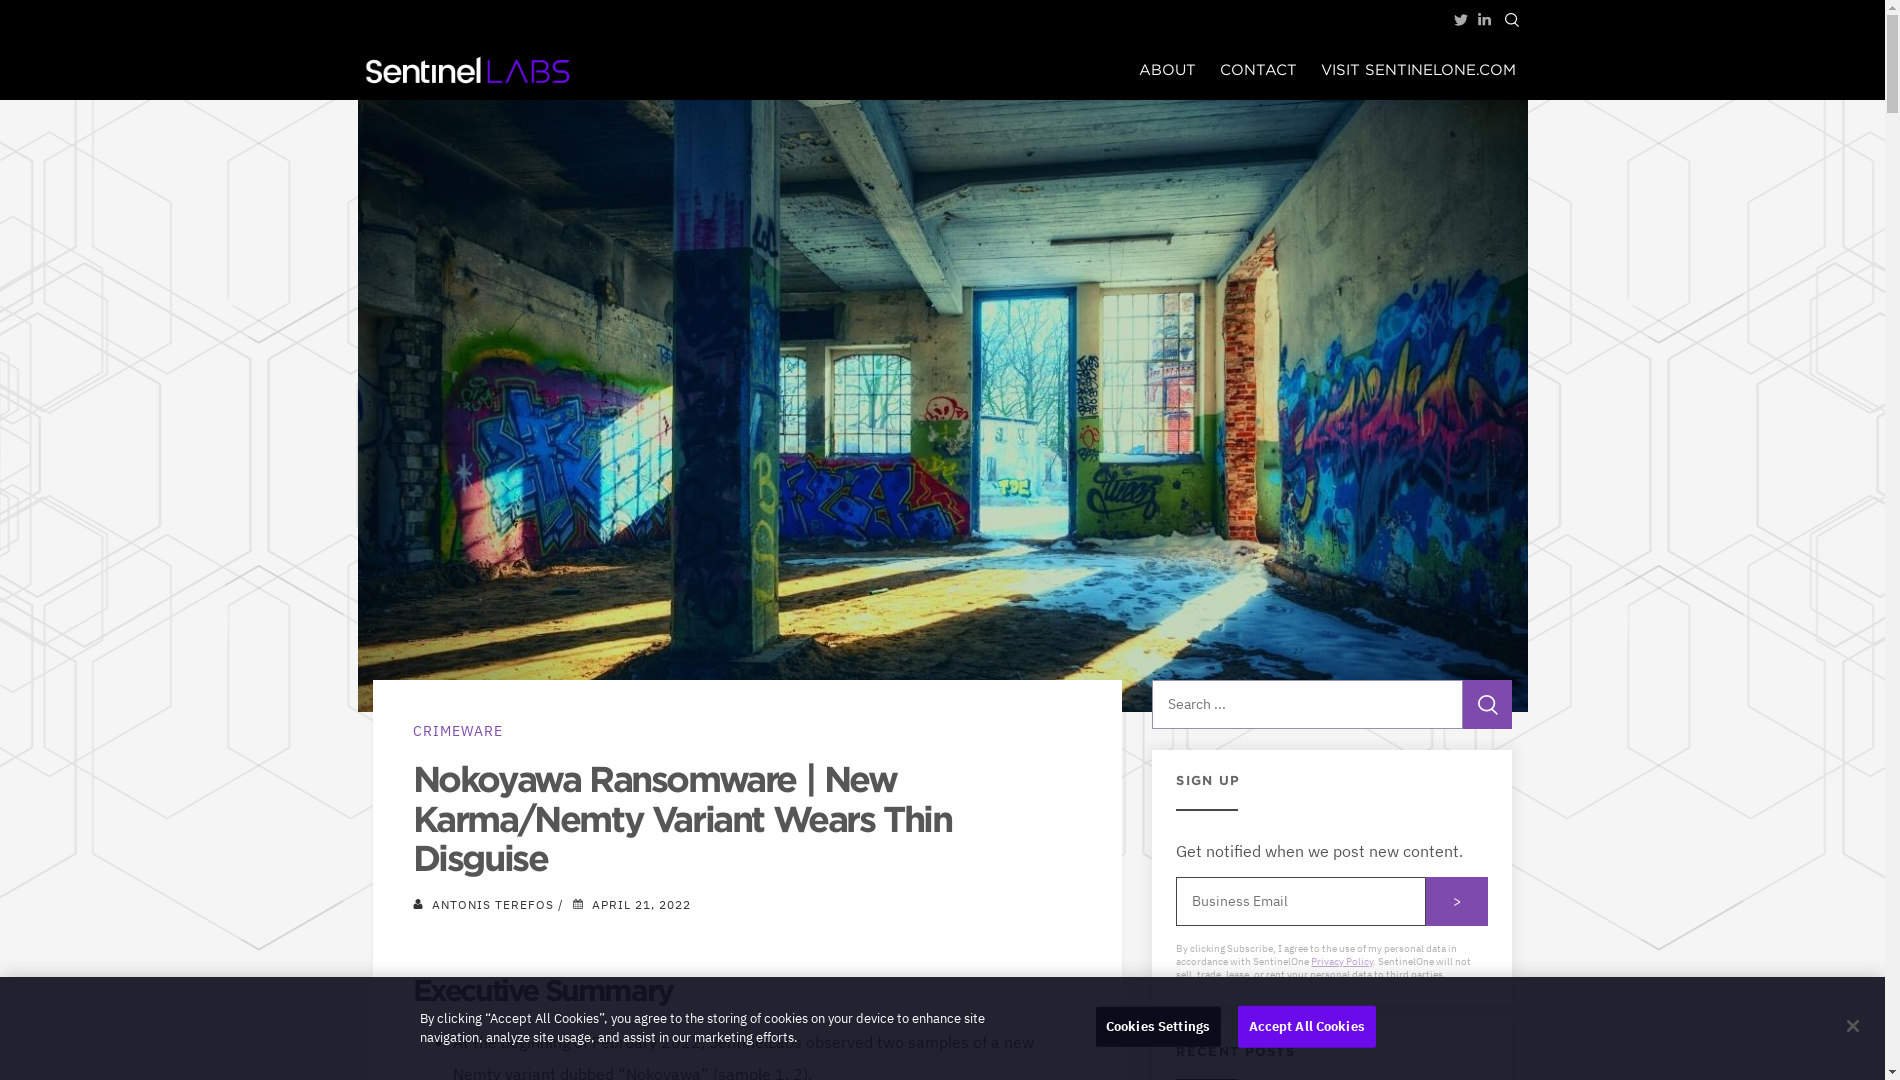 Sentinel LABS
ABOUT CONTACT VISIT SENTINELONE.COM
CRIMEWARE
Nokoyawa Ransomware | New
Karma/Nemty Variant Wears Thin
Disguise
ANTONIS TEREFOS / APRIL 21, 2022
Executive Summary
observed two samples of a new
Nemty variant dubbed “Nokoyawa” (sample 1, 2).
Search ...
SIGN UP
Get notified when we post new content.
Business Email
>
By clicking Subscribe, I agree to the use of my personal data in
accordance with SentinelOne Privacy Policy. SentinelOne will not
sell, trade, lease, or rent your personal data to third parties.
RECENT POSTS
By clicking “Accept All Cookies”, you agree to the storing of cookies on your device to enhance site
navigation, analyze site usage, and assist in our marketing efforts.
Cookies Settings
Accept All Cookies